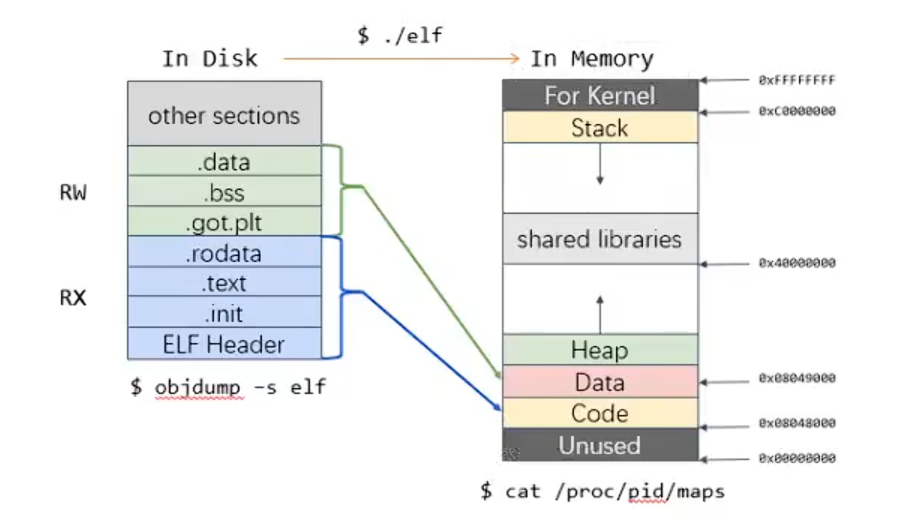 $ ./elf
In Disk
In Memory
other sections
.data
.bss
.got.plt
.rodata
.text
.init
ELF Header
RW
RX
$ objdump -s elf
For Kernel
Stack
shared libraries
Heap
Data
Code
Unused
0xFFFFFFFF
0xC0000000
0x40000000
0x08049000
0x08048000
0x00000000
$ cat /proc/pid/maps